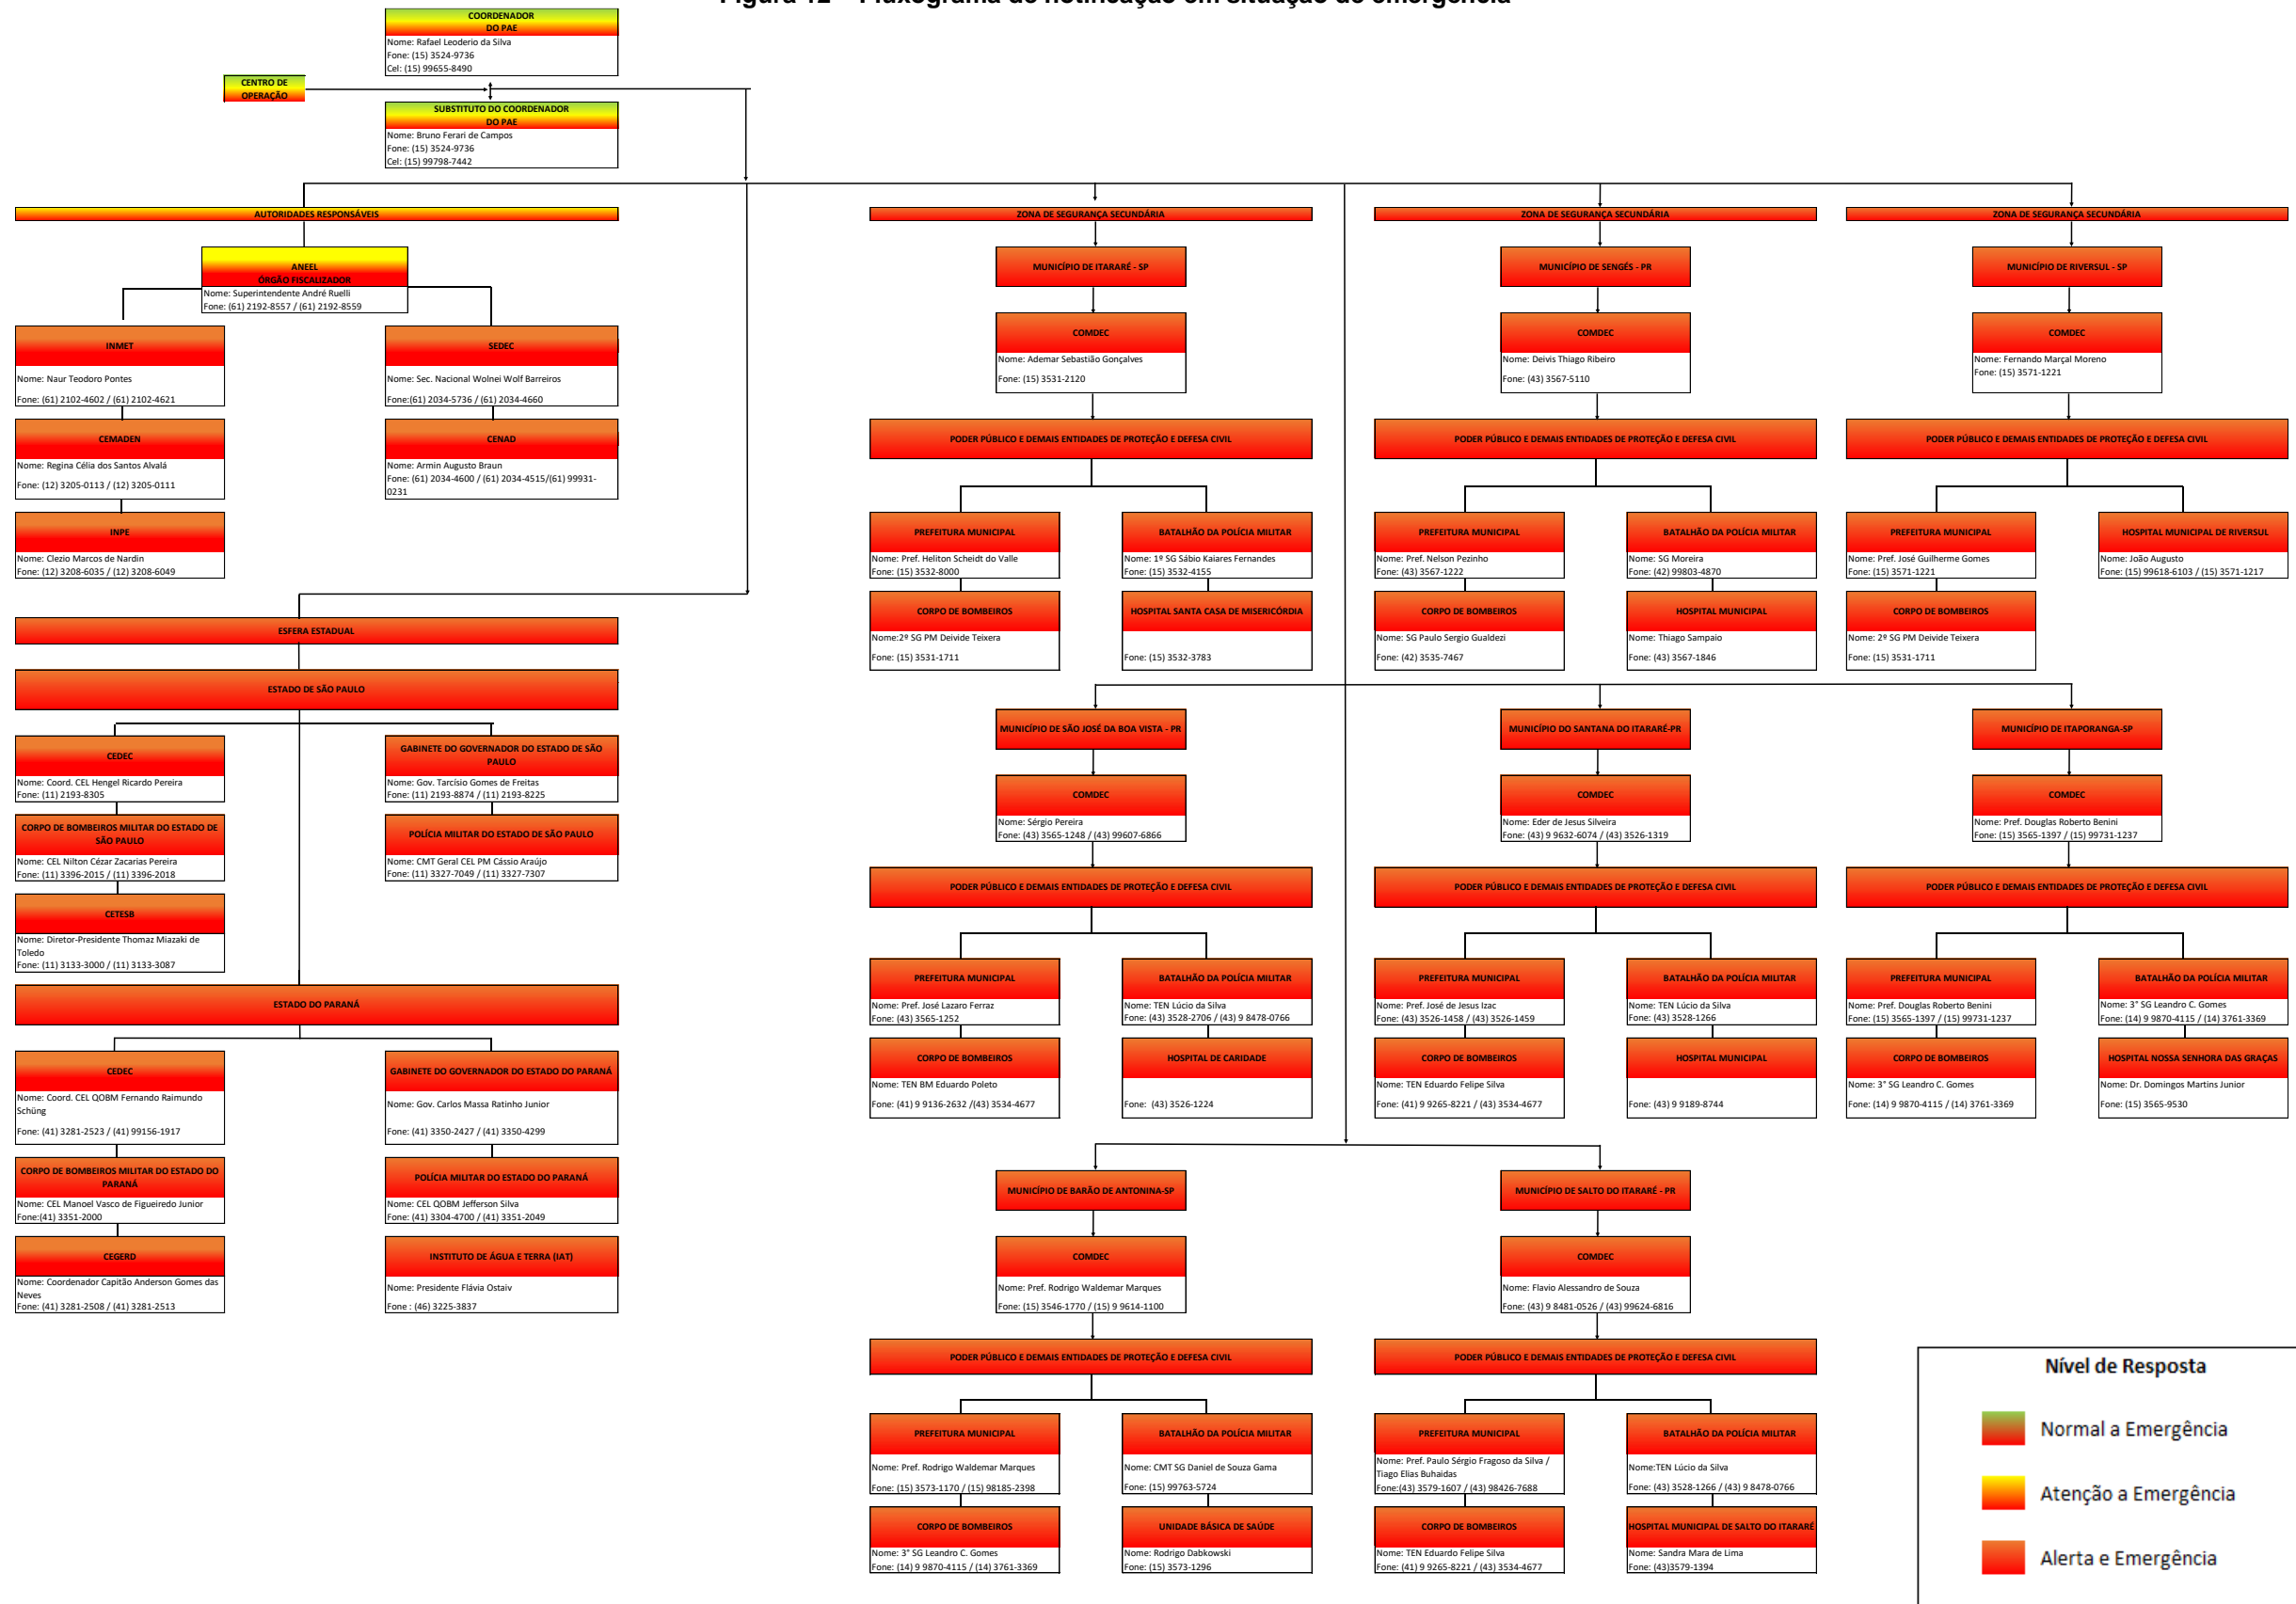 Figura 12 – Fluxograma de notificação em situação de emergência
COORDENADOR
DO PAE
Nome: Rafael Leoderio da Silva
Fone: (15) 3524-9736
Cel: (15) 99655-8490
CENTRO DE
OPERAÇÃO
SUBSTITUTO DO COORDENADOR
DO PAE
Nome: Bruno Ferari de Campos
Fone: (15) 3524-9736
Cel: (15) 99798-7442
AUTORIDADES RESPONSÁVEIS
ANEEL
ÓRGÃO FISCALIZADOR
Nome: Superintendente André Ruelli
Fone: (61) 2192-8557 / (61) 2192-8559
INMET
Nome: Naur Teodoro Pontes
Fone: (61) 2102-4602 / (61) 2102-4621
SEDEC
Nome: Sec. Nacional Wolnei Wolf Barreiros
Fone:(61) 2034-5736 / (61) 2034-4660
CEMADEN
Nome: Regina Célia dos Santos Alvalá
Fone: (12) 3205-0113 / (12) 3205-0111
CENAD
Nome: Armin Augusto Braun
Fone: (61) 2034-4600 / (61) 2034-4515/(61) 99931-
0231
INPE
Nome: Clezio Marcos de Nardin
Fone: (12) 3208-6035 / (12) 3208-6049
ESFERA ESTADUAL
ESTADO DE SÃO PAULO
CEDEC
Nome: Coord. CEL Hengel Ricardo Pereira
Fone: (11) 2193-8305
GABINETE DO GOVERNADOR DO ESTADO DE SÃO
PAULO
Nome: Gov. Tarcísio Gomes de Freitas
Fone: (11) 2193-8874 / (11) 2193-8225
CORPO DE BOMBEIROS MILITAR DO ESTADO DE
SÃO PAULO
Nome: CEL Nilton Cézar Zacarias Pereira
Fone: (11) 3396-2015 / (11) 3396-2018
POLÍCIA MILITAR DO ESTADO DE SÃO PAULO
Nome: CMT Geral CEL PM Cássio Araújo
Fone: (11) 3327-7049 / (11) 3327-7307
CETESB
Nome: Diretor-Presidente Thomaz Miazaki de
Toledo
Fone: (11) 3133-3000 / (11) 3133-3087
ESTADO DO PARANÁ
CEDEC
Nome: Coord. CEL QOBM Fernando Raimundo
Schüng
Fone: (41) 3281-2523 / (41) 99156-1917
GABINETE DO GOVERNADOR DO ESTADO DO PARANÁ
Nome: Gov. Carlos Massa Ratinho Junior
Fone: (41) 3350-2427 / (41) 3350-4299
CORPO DE BOMBEIROS MILITAR DO ESTADO DO
PARANÁ
Nome: CEL Manoel Vasco de Figueiredo Junior
Fone:(41) 3351-2000
POLÍCIA MILITAR DO ESTADO DO PARANÁ
Nome: CEL QOBM Jefferson Silva
Fone: (41) 3304-4700 / (41) 3351-2049
CEGERD
Nome: Coordenador Capitão Anderson Gomes das
Neves
Fone: (41) 3281-2508 / (41) 3281-2513
INSTITUTO DE ÁGUA E TERRA (IAT)
Nome: Presidente Flávia Ostaiv
Fone : (46) 3225-3837
ZONA DE SEGURANÇA SECUNDÁRIA
MUNICÍPIO DE ITARARÉ - SP
COMDEC
Nome: Ademar Sebastião Gonçalves
Fone: (15) 3531-2120
PODER PÚBLICO E DEMAIS ENTIDADES DE PROTEÇÃO E DEFESA CIVIL
PREFEITURA MUNICIPAL
Nome: Pref. Heliton Scheidt do Valle
Fone: (15) 3532-8000
BATALHÃO DA POLÍCIA MILITAR
Nome: 1º SG Sábio Kaiares Fernandes
Fone: (15) 3532-4155
CORPO DE BOMBEIROS
Nome:2º SG PM Deivide Teixera
Fone: (15) 3531-1711
HOSPITAL SANTA CASA DE MISERICÓRDIA
Fone: (15) 3532-3783
ZONA DE SEGURANÇA SECUNDÁRIA
MUNICÍPIO DE SENGÉS - PR
COMDEC
Nome: Deivis Thiago Ribeiro
Fone: (43) 3567-5110
PODER PÚBLICO E DEMAIS ENTIDADES DE PROTEÇÃO E DEFESA CIVIL
PREFEITURA MUNICIPAL
Nome: Pref. Nelson Pezinho
Fone: (43) 3567-1222
BATALHÃO DA POLÍCIA MILITAR
Nome: SG Moreira
Fone: (42) 99803-4870
CORPO DE BOMBEIROS
Nome: SG Paulo Sergio Gualdezi
Fone: (42) 3535-7467
HOSPITAL MUNICIPAL
Nome: Thiago Sampaio
Fone: (43) 3567-1846
ZONA DE SEGURANÇA SECUNDÁRIA
MUNICÍPIO DE RIVERSUL - SP
COMDEC
Nome: Fernando Marçal Moreno
Fone: (15) 3571-1221
PODER PÚBLICO E DEMAIS ENTIDADES DE PROTEÇÃO E DEFESA CIVIL
PREFEITURA MUNICIPAL
Nome: Pref. José Guilherme Gomes
Fone: (15) 3571-1221
HOSPITAL MUNICIPAL DE RIVERSUL
Nome: João Augusto
Fone: (15) 99618-6103 / (15) 3571-1217
CORPO DE BOMBEIROS
Nome: 2º SG PM Deivide Teixera
Fone: (15) 3531-1711
MUNICÍPIO DE SÃO JOSÉ DA BOA VISTA - PR
COMDEC
Nome: Sérgio Pereira
Fone: (43) 3565-1248 / (43) 99607-6866
PODER PÚBLICO E DEMAIS ENTIDADES DE PROTEÇÃO E DEFESA CIVIL
PREFEITURA MUNICIPAL
Nome: Pref. José Lazaro Ferraz
Fone: (43) 3565-1252
BATALHÃO DA POLÍCIA MILITAR
Nome: TEN Lúcio da Silva
Fone: (43) 3528-2706 / (43) 9 8478-0766
CORPO DE BOMBEIROS
Nome: TEN BM Eduardo Poleto
Fone: (41) 9 9136-2632 /(43) 3534-4677
HOSPITAL DE CARIDADE
Fone: (43) 3526-1224
MUNICÍPIO DO SANTANA DO ITARARÉ-PR
COMDEC
Nome: Eder de Jesus Silveira
Fone: (43) 9 9632-6074 / (43) 3526-1319
PODER PÚBLICO E DEMAIS ENTIDADES DE PROTEÇÃO E DEFESA CIVIL
PREFEITURA MUNICIPAL
Nome: Pref. José de Jesus Izac
Fone: (43) 3526-1458 / (43) 3526-1459
BATALHÃO DA POLÍCIA MILITAR
Nome: TEN Lúcio da Silva
Fone: (43) 3528-1266
CORPO DE BOMBEIROS
Nome: TEN Eduardo Felipe Silva
Fone: (41) 9 9265-8221 / (43) 3534-4677
HOSPITAL MUNICIPAL
Fone: (43) 9 9189-8744
MUNICÍPIO DE ITAPORANGA-SP
COMDEC
Nome: Pref. Douglas Roberto Benini
Fone: (15) 3565-1397 / (15) 99731-1237
PODER PÚBLICO E DEMAIS ENTIDADES DE PROTEÇÃO E DEFESA CIVIL
PREFEITURA MUNICIPAL
Nome: Pref. Douglas Roberto Benini
Fone: (15) 3565-1397 / (15) 99731-1237
BATALHÃO DA POLÍCIA MILITAR
Nome: 3° SG Leandro C. Gomes
Fone: (14) 9 9870-4115 / (14) 3761-3369
CORPO DE BOMBEIROS
Nome: 3° SG Leandro C. Gomes
Fone: (14) 9 9870-4115 / (14) 3761-3369
HOSPITAL NOSSA SENHORA DAS GRAÇAS
Nome: Dr. Domingos Martins Junior
Fone: (15) 3565-9530
MUNICÍPIO DE BARÃO DE ANTONINA-SP
COMDEC
Nome: Pref. Rodrigo Waldemar Marques
Fone: (15) 3546-1770 / (15) 9 9614-1100
PODER PÚBLICO E DEMAIS ENTIDADES DE PROTEÇÃO E DEFESA CIVIL
PREFEITURA MUNICIPAL
Nome: Pref. Rodrigo Waldemar Marques
Fone: (15) 3573-1170 / (15) 98185-2398
BATALHÃO DA POLÍCIA MILITAR
Nome: CMT SG Daniel de Souza Gama
Fone: (15) 99763-5724
CORPO DE BOMBEIROS
Nome: 3° SG Leandro C. Gomes
Fone: (14) 9 9870-4115 / (14) 3761-3369
UNIDADE BÁSICA DE SAÚDE
Nome: Rodrigo Dabkowski
Fone: (15) 3573-1296
MUNICÍPIO DE SALTO DO ITARARÉ - PR
COMDEC
Nome: Flavio Alessandro de Souza
Fone: (43) 9 8481-0526 / (43) 99624-6816
PODER PÚBLICO E DEMAIS ENTIDADES DE PROTEÇÃO E DEFESA CIVIL
PREFEITURA MUNICIPAL
Nome: Pref. Paulo Sérgio Fragoso da Silva /
Tiago Elias Buhaidas
Fone:(43) 3579-1607 / (43) 98426-7688
BATALHÃO DA POLÍCIA MILITAR
Nome:TEN Lúcio da Silva
Fone: (43) 3528-1266 / (43) 9 8478-0766
CORPO DE BOMBEIROS
Nome: TEN Eduardo Felipe Silva
Fone: (41) 9 9265-8221 / (43) 3534-4677
HOSPITAL MUNICIPAL DE SALTO DO ITARARÉ
Nome: Sandra Mara de Lima
Fone: (43)3579-1394
Nível de Resposta
Normal a Emergência
Atenção a Emergência
Alerta e Emergência